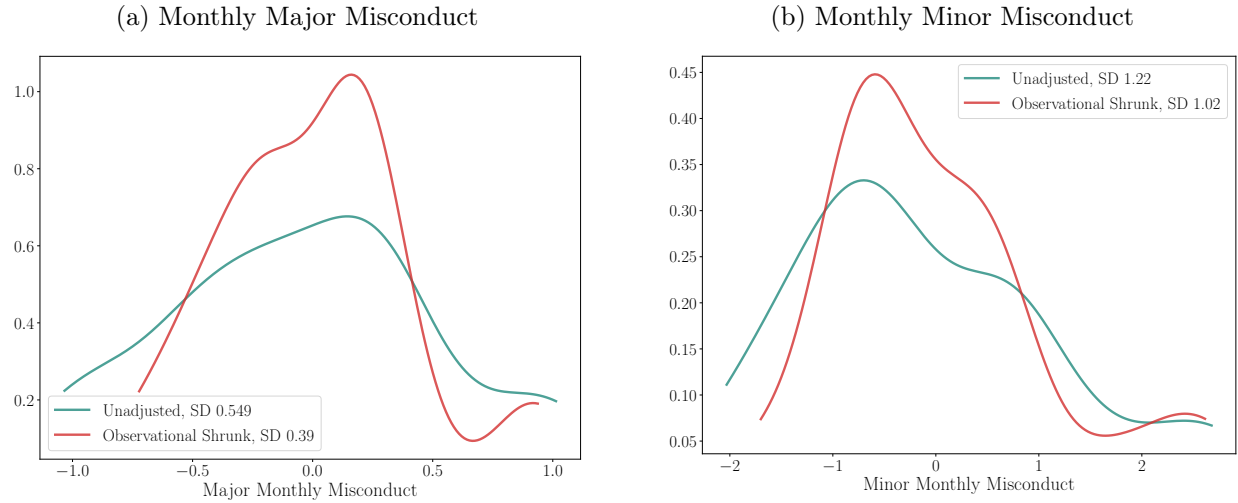 (a) Monthly Major Misconduct
1.0
0.8
0.6
0.4
0.2
Unadjusted, SD 0.549
Observational Shrunk, SD 0.39
−1.0 −0.5 0.0 0.5 1.0
Major Monthly Misconduct
(b) Monthly Minor Misconduct
0.45
0.40
0.35
0.30
0.25
0.20
0.15
0.10
0.05
Unadjusted, SD 1.22
Observational Shrunk, SD 1.02
−2 −1 0 1 2
Minor Monthly Misconduct